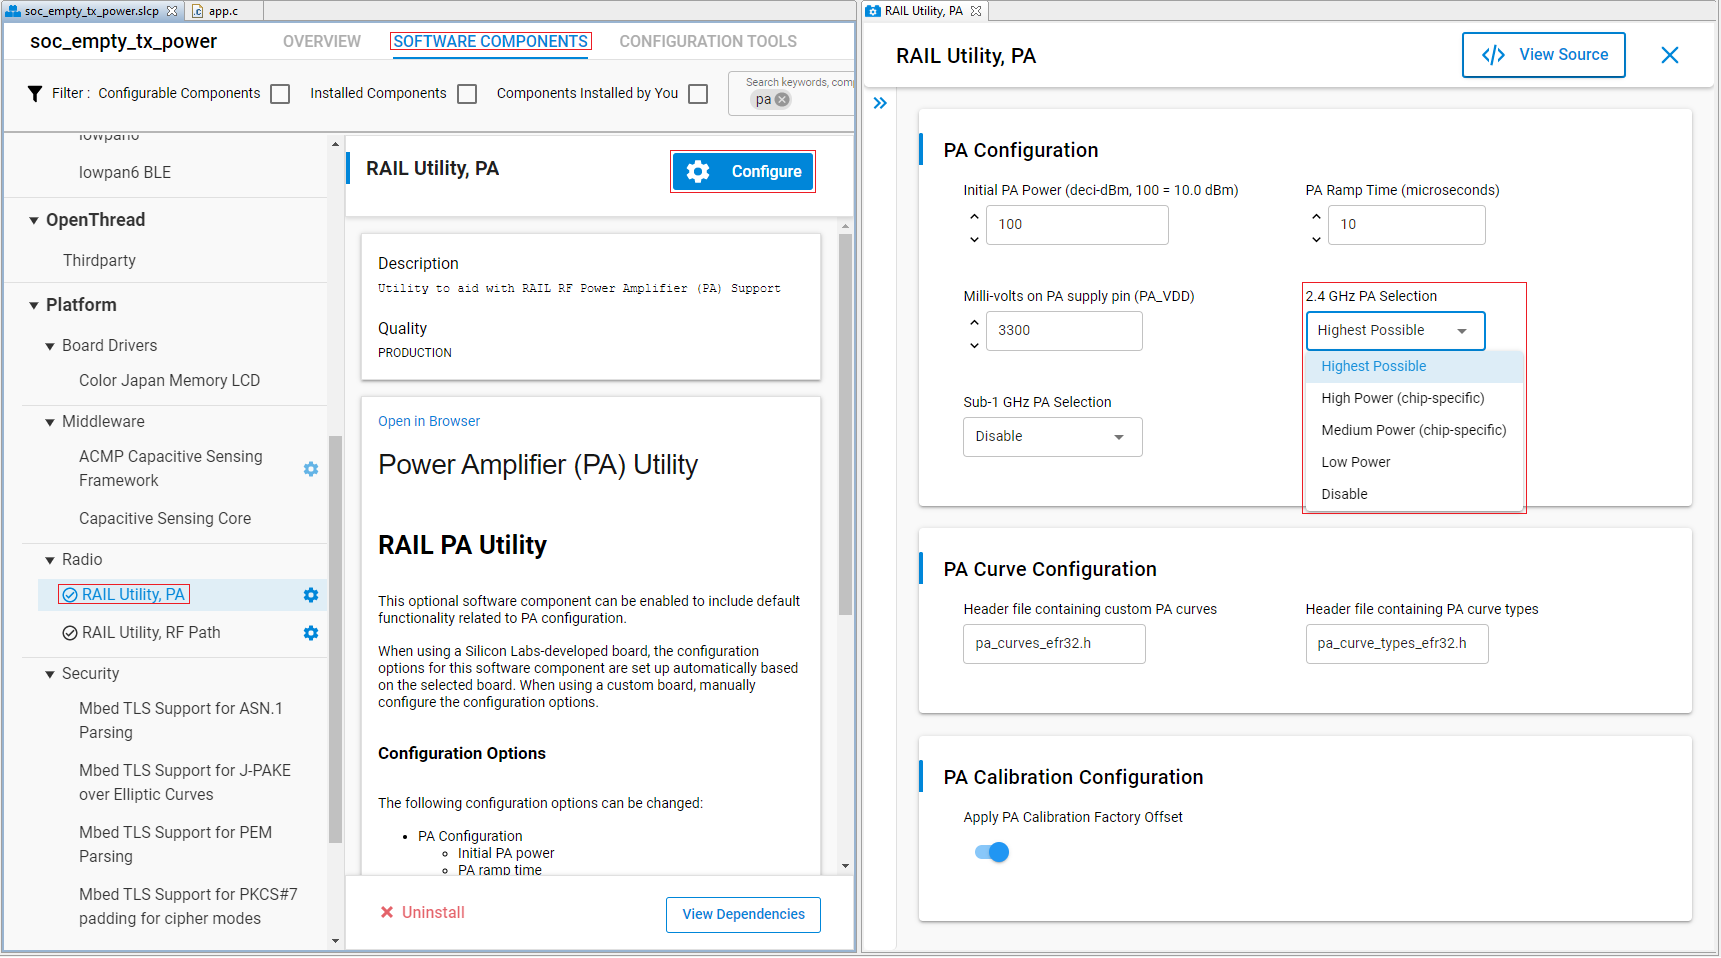 soc_empty_tx_power.slcp
app.c
soc_empty_tx_power
OVERVIEW
SOFTWARE COMPONENTS
CONFIGURATION TOOLS
Filter :
Configurable Components
Installed Components
Components Installed by You
Search keywords, com
pa
lowpan6
lowpan6 BLE
OpenThread
Thirdparty
Platform
Board Drivers
Color Japan Memory LCD
Middleware
ACMP Capacitive Sensing
Framework
Capacitive Sensing Core
Radio
RAIL Utility, PA
RAIL Utility, RF Path
Security
Mbed TLS Support for ASN.1
Parsing
Mbed TLS Support for J-PAKE
over Elliptic Curves
Mbed TLS Support for PEM
Parsing
Mbed TLS Support for PKCS#7
padding for cipher modes
RAIL Utility, PA
Configure
Description
Utility to aid with RAIL RF Power Amplifier (PA) Support
Quality
PRODUCTION
Open in Browser
Power Amplifier (PA) Utility
RAIL PA Utility
This optional software component can be enabled to include default
functionality related to PA configuration.
When using a Silicon Labs-developed board, the configuration
options for this software component are set up automatically based
on the selected board. When using a custom board, manually
configure the configuration options.
Configuration Options
The following configuration options can be changed:
• PA Configuration
Initial PA power
PA ramp time
Uninstall
View Dependencies
RAIL Utility, PA
RAIL Utility, PA
View Source
PA Configuration
Initial PA Power (deci-dBm, 100 = 10.0 dBm)
100
PA Ramp Time (microseconds)
10
Milli-volts on PA supply pin (PA_VDD)
3300
2.4 GHz PA Selection
Highest Possible
Highest Possible
High Power (chip-specific)
Medium Power (chip-specific)
Low Power
Disable
Sub-1 GHz PA Selection
Disable
PA Curve Configuration
Header file containing custom PA curves
pa_curves_efr32.h
Header file containing PA curve types
pa_curve_types_efr32.h
PA Calibration Configuration
Apply PA Calibration Factory Offset